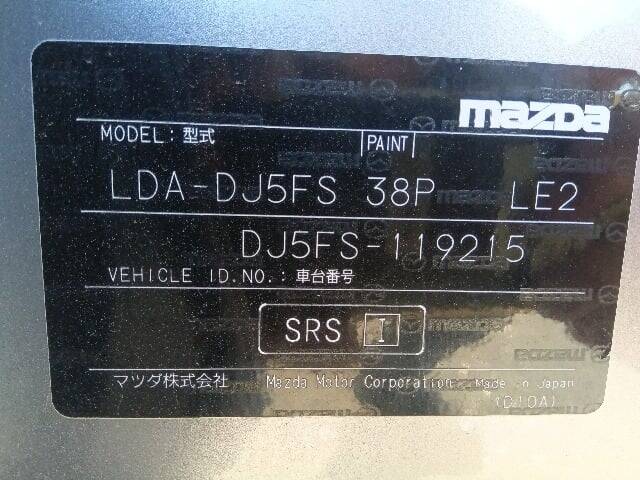 mazda
MODEL: 型式 PAINT
LDA-DJ5FS 38P LE2
DJ5FS-119215
VEHICLE ID.NO.: 車台番号
SRS I
マツダ株式会社 Mazda Motor Corporation Made in Japan
(DJ0A)